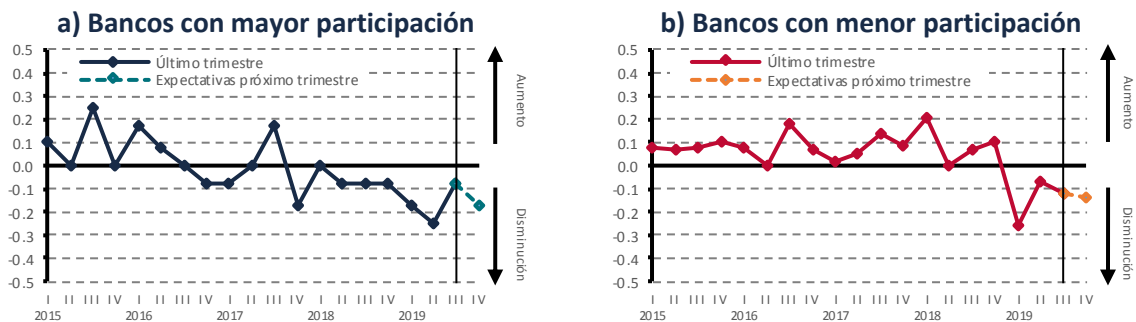 a) Bancos con mayor participación
0.5
0.4
0.3
0.2
0.1
0.0
-0.1
-0.2
-0.3
-0.4
-0.5
Último trimestre
Expectativas próximo trimestre
Aumento
Disminución
I II III IV I II III IV I II III IV I II III IV I II III IV
2015 2016 2017 2018 2019
b) Bancos con menor participación
0.5
0.4
0.3
0.2
0.1
0.0
-0.1
-0.2
-0.3
-0.4
-0.5
Último trimestre
Expectativas próximo trimestre
Aumento
Disminución
I II III IV I II III IV I II III IV I II III IV I II III IV
2015 2016 2017 2018 2019